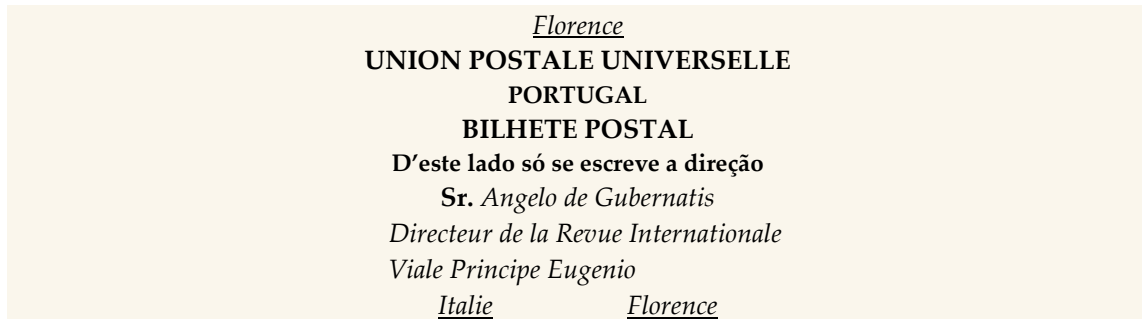 Florence
UNION POSTALE UNIVERSELLE
PORTUGAL
BILHETE POSTAL
D’este lado só se escreve a direção
Sr. Angelo de Gubernatis
Directeur de la Revue Internationale
Viale Principe Eugenio
Italie Florence